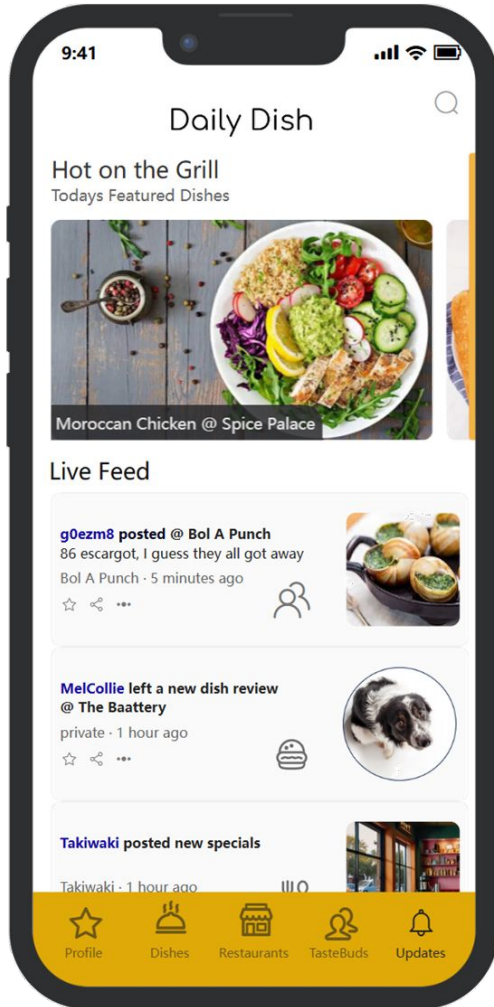 9:41
Daily Dish
Hot on the Grill
Todays Featured Dishes
Moroccan Chicken @ Spice Palace
Live Feed
g0ezm8 posted @ Bol A Punch
86 escargot, I guess they all got away
Bol A Punch · 5 minutes ago
MelCollie left a new dish review
@ The Baattery
private · 1 hour ago
Takiwaki posted new specials
Takiwaki · 1 hour ago
Profile
Dishes
Restaurants
TasteBuds
Updates